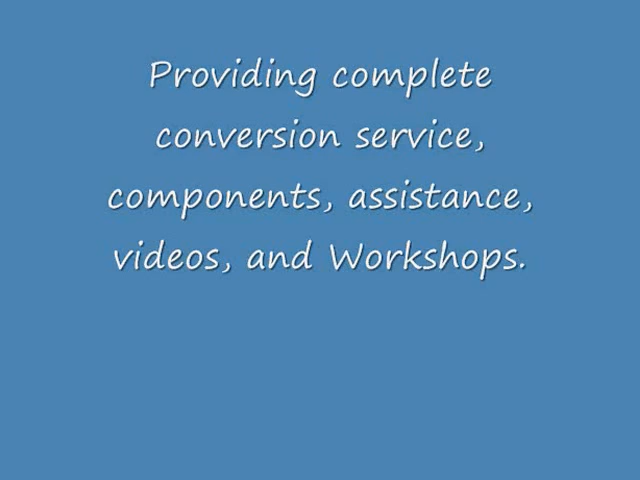 Providing complete
conversion service,
components, assistance,
videos, and Workshops.